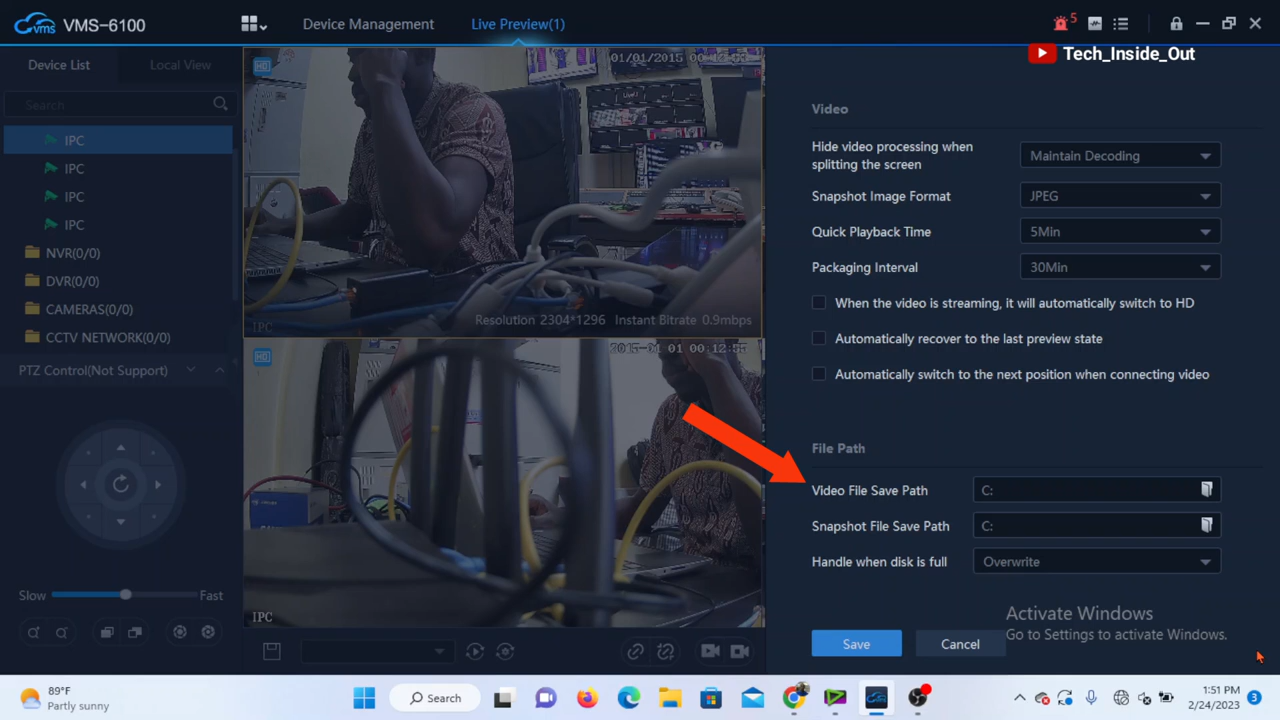 VMS-6100
Device Management
Live Preview(1)
5
Tech_Inside_Out
Device List
Local View
Search
IPC
IPC
IPC
IPC
NVR(0/0)
DVR(0/0)
CAMERAS(0/0)
CCTV NETWORK(0/0)
PTZ Control(Not Support)
Slow
Fast
HD
Resolution 2304*1296 Instant Bitrate 0.9mbps
IPC
HD
IPC
Video
Hide video processing when
splitting the screen
Maintain Decoding
Snapshot Image Format
JPEG
Quick Playback Time
5Min
Packaging Interval
30Min
When the video is streaming, it will automatically switch to HD
Automatically recover to the last preview state
Automatically switch to the next position when connecting video
File Path
Video File Save Path
C:
Snapshot File Save Path
C:
Handle when disk is full
Overwrite
Activate Windows
Go to Settings to activate Windows.
Save
Cancel
89°F
Partly sunny
Search
1:51 PM
2/24/2023
3